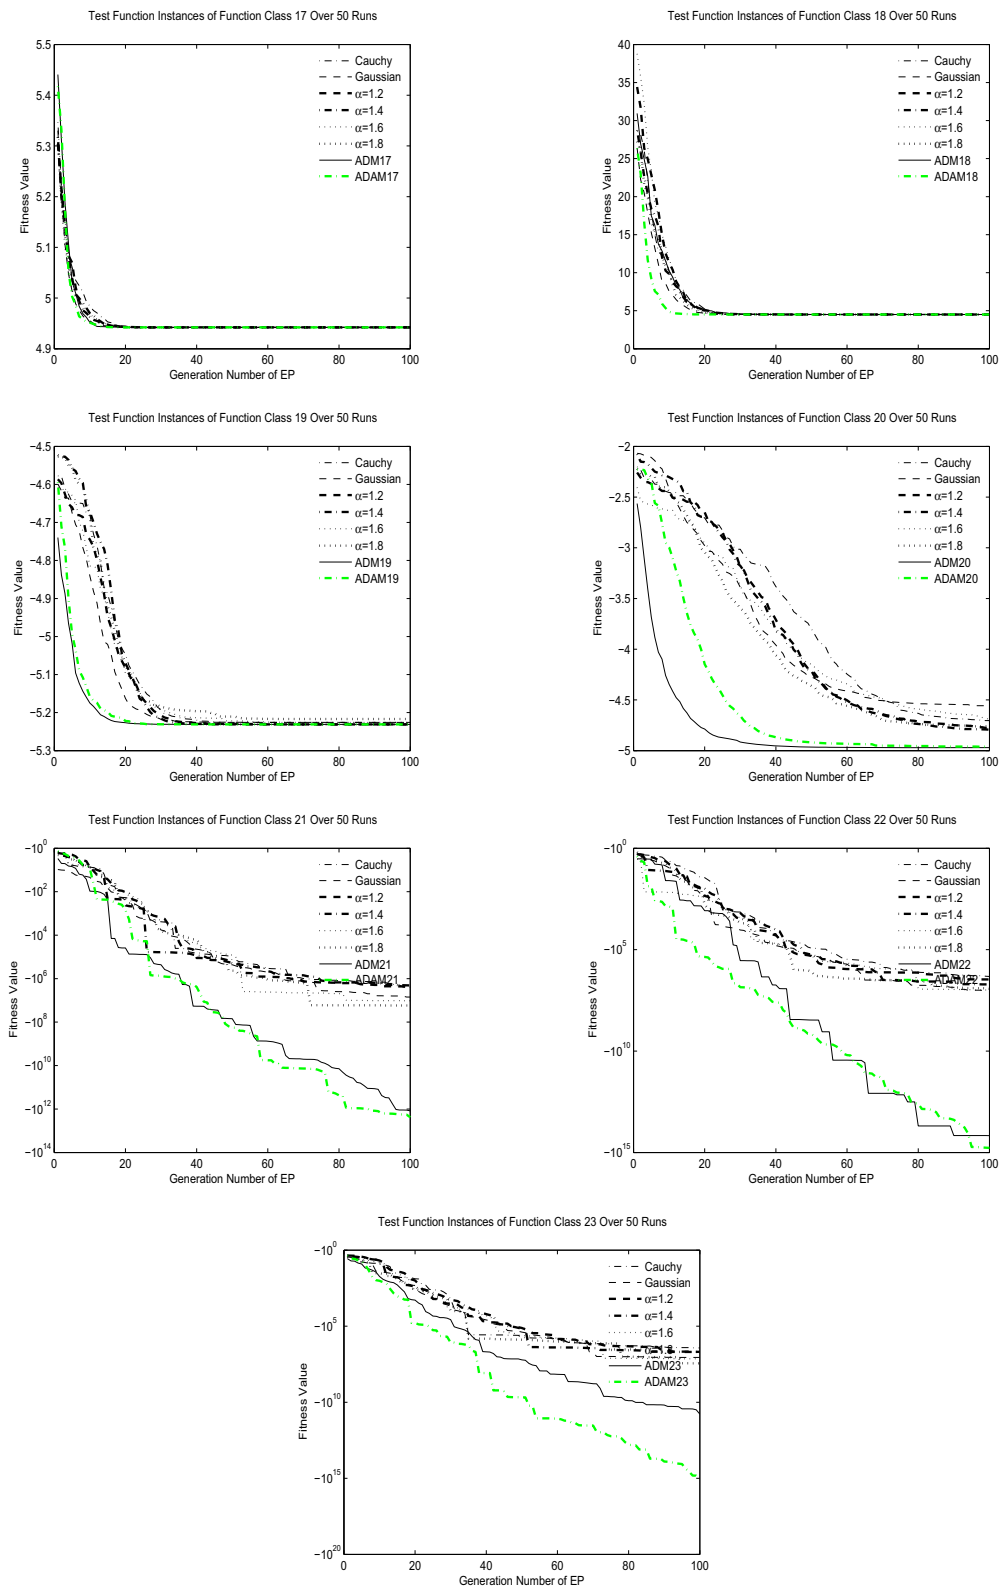 Test Function Instances of Function Class 17 Over 50 Runs
5.5
5.4
5.3
5.2
5.1
5
4.9
Fitness Value
Cauchy
Gaussian
α=1.2
α=1.4
α=1.6
α=1.8
ADM17
ADAM17
0 20 40 60 80 100
Generation Number of EP
Test Function Instances of Function Class 18 Over 50 Runs
40
35
30
25
20
15
10
5
0
Fitness Value
Cauchy
Gaussian
α=1.2
α=1.4
α=1.6
α=1.8
ADM18
ADAM18
0 20 40 60 80 100
Generation Number of EP
Test Function Instances of Function Class 19 Over 50 Runs
−4.5
−4.6
−4.7
−4.8
−4.9
−5
−5.1
−5.2
−5.3
Fitness Value
Cauchy
Gaussian
α=1.2
α=1.4
α=1.6
α=1.8
ADM19
ADAM19
0 20 40 60 80 100
Generation Number of EP
Test Function Instances of Function Class 20 Over 50 Runs
−2
−2.5
−3
−3.5
−4
−4.5
−5
Fitness Value
Cauchy
Gaussian
α=1.2
α=1.4
α=1.6
α=1.8
ADM20
ADAM20
0 20 40 60 80 100
Generation Number of EP
Test Function Instances of Function Class 21 Over 50 Runs
−10^0
−10^2
−10^4
−10^6
−10^8
−10^10
−10^12
−10^14
Fitness Value
Cauchy
Gaussian
α=1.2
α=1.4
α=1.6
α=1.8
ADM21
ADAM21
0 20 40 60 80 100
Generation Number of EP
Test Function Instances of Function Class 22 Over 50 Runs
−10^0
−10^5
−10^10
−10^15
Fitness Value
Cauchy
Gaussian
α=1.2
α=1.4
α=1.6
α=1.8
ADM22
ADAM22
0 20 40 60 80 100
Generation Number of EP
Test Function Instances of Function Class 23 Over 50 Runs
−10^0
−10^5
−10^10
−10^15
−10^20
Fitness Value
Cauchy
Gaussian
α=1.2
α=1.4
α=1.6
α=1.8
ADM23
ADAM23
0 20 40 60 80 100
Generation Number of EP